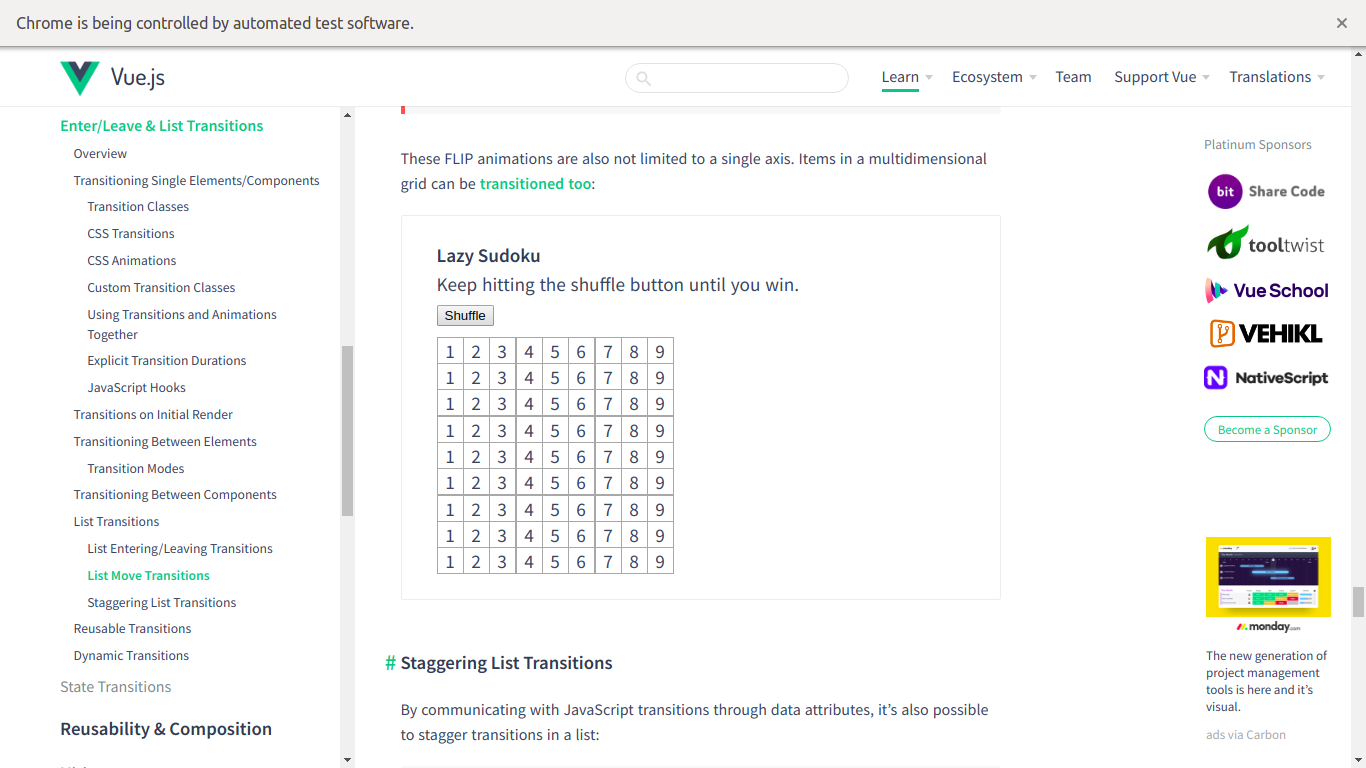 Chrome is being controlled by automated test software.
Vue.js
Learn
Ecosystem
Team
Support Vue
Translations
Enter/Leave & List Transitions
Overview
Transitioning Single Elements/Components
Transition Classes
CSS Transitions
CSS Animations
Custom Transition Classes
Using Transitions and Animations
Together
Explicit Transition Durations
JavaScript Hooks
Transitions on Initial Render
Transitioning Between Elements
Transition Modes
Transitioning Between Components
List Transitions
List Entering/Leaving Transitions
List Move Transitions
Staggering List Transitions
Reusable Transitions
Dynamic Transitions
State Transitions
Reusability & Composition
These FLIP animations are also not limited to a single axis. Items in a multidimensional
grid can be transitioned too:
Lazy Sudoku
Keep hitting the shuffle button until you win.
Shuffle
1 2 3 4 5 6 7 8 9
1 2 3 4 5 6 7 8 9
1 2 3 4 5 6 7 8 9
1 2 3 4 5 6 7 8 9
1 2 3 4 5 6 7 8 9
1 2 3 4 5 6 7 8 9
1 2 3 4 5 6 7 8 9
1 2 3 4 5 6 7 8 9
1 2 3 4 5 6 7 8 9
# Staggering List Transitions
By communicating with JavaScript transitions through data attributes, it's also possible
to stagger transitions in a list:
Platinum Sponsors
bit Share Code
tooltwist
Vue School
VEHIKL
NativeScript
Become a Sponsor
monday.com
The new generation of
project management
tools is here and it's
visual.
ads via Carbon